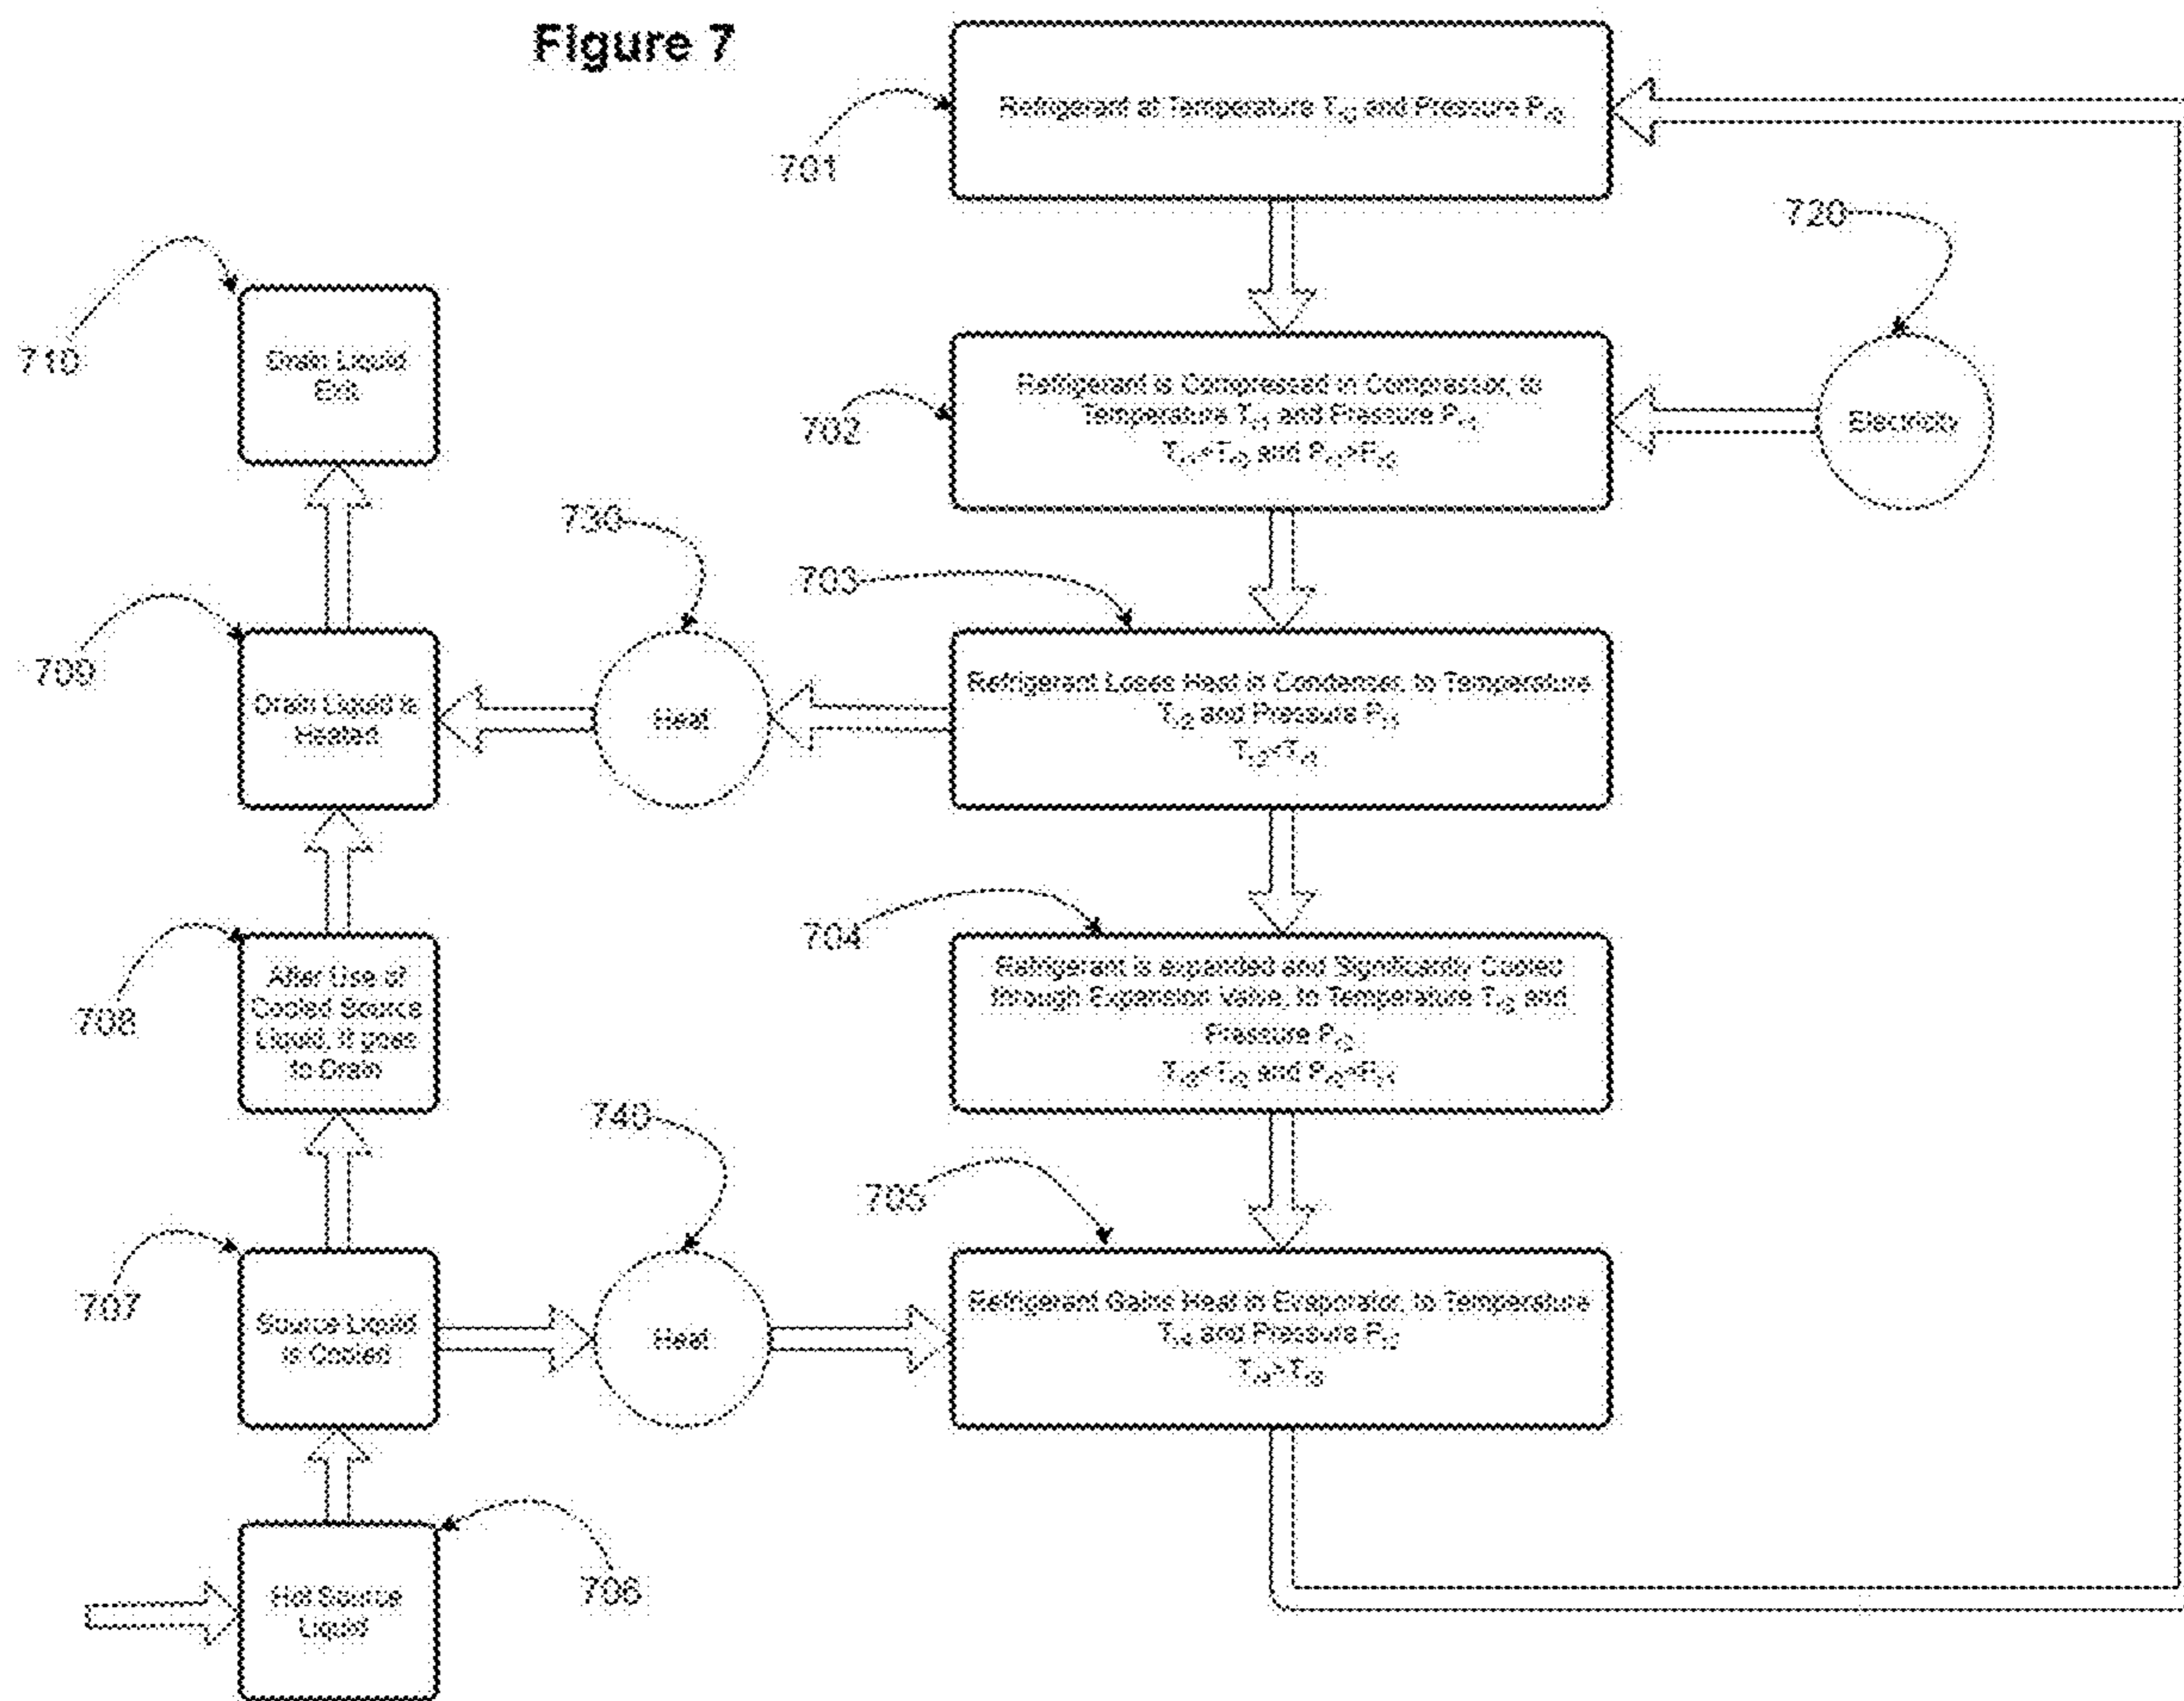 Figure 7
Refrigerant at Temperature and Pressure
701
720
710
Drain Liquid
Exit
Refrigerant is Compressed in Compressor, to
Temperature and Pressure
702
Electricity
730
703
709
Drain Liquid is
Heated
Heat
Refrigerant Loses Heat in Condenser, to Temperature
and Pressure
704
708
After Use of
Cooled Source
Liquid, it goes
to Drain
Refrigerant is expanded and Significantly Cooled
through Expansion Valve, to Temperature and
Pressure
740
705
707
Source Liquid
is Cooled
Heat
Refrigerant Gains Heat in Evaporator, to Temperature
and Pressure
706
Hot Source
Liquid